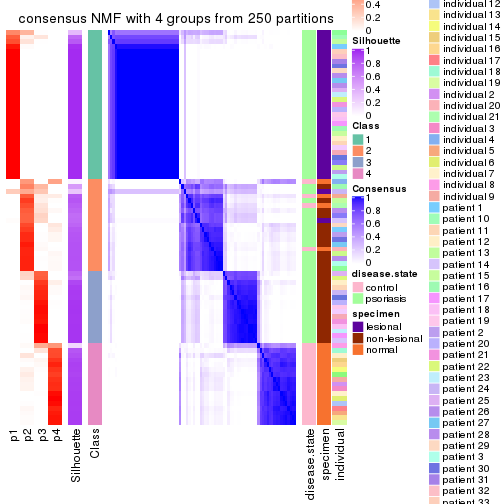 consensus NMF with 4 groups from 250 partitions
p1
p2
p3
p4
Silhouette
Class
disease.state
specimen
individual
0.4
0.2
0
Silhouette
1
0.8
0.6
0.4
0.2
0
Class
1
2
3
4
Consensus
1
0.8
0.6
0.4
0.2
0
disease.state
control
psoriasis
specimen
lesional
non-lesional
normal
individual 12
individual 13
individual 14
individual 15
individual 16
individual 17
individual 18
individual 19
individual 2
individual 20
individual 21
individual 3
individual 4
individual 5
individual 6
individual 7
individual 8
individual 9
patient 1
patient 10
patient 11
patient 12
patient 13
patient 14
patient 15
patient 16
patient 17
patient 18
patient 19
patient 2
patient 20
patient 21
patient 22
patient 23
patient 24
patient 25
patient 26
patient 27
patient 28
patient 29
patient 3
patient 30
patient 31
patient 32
patient 33